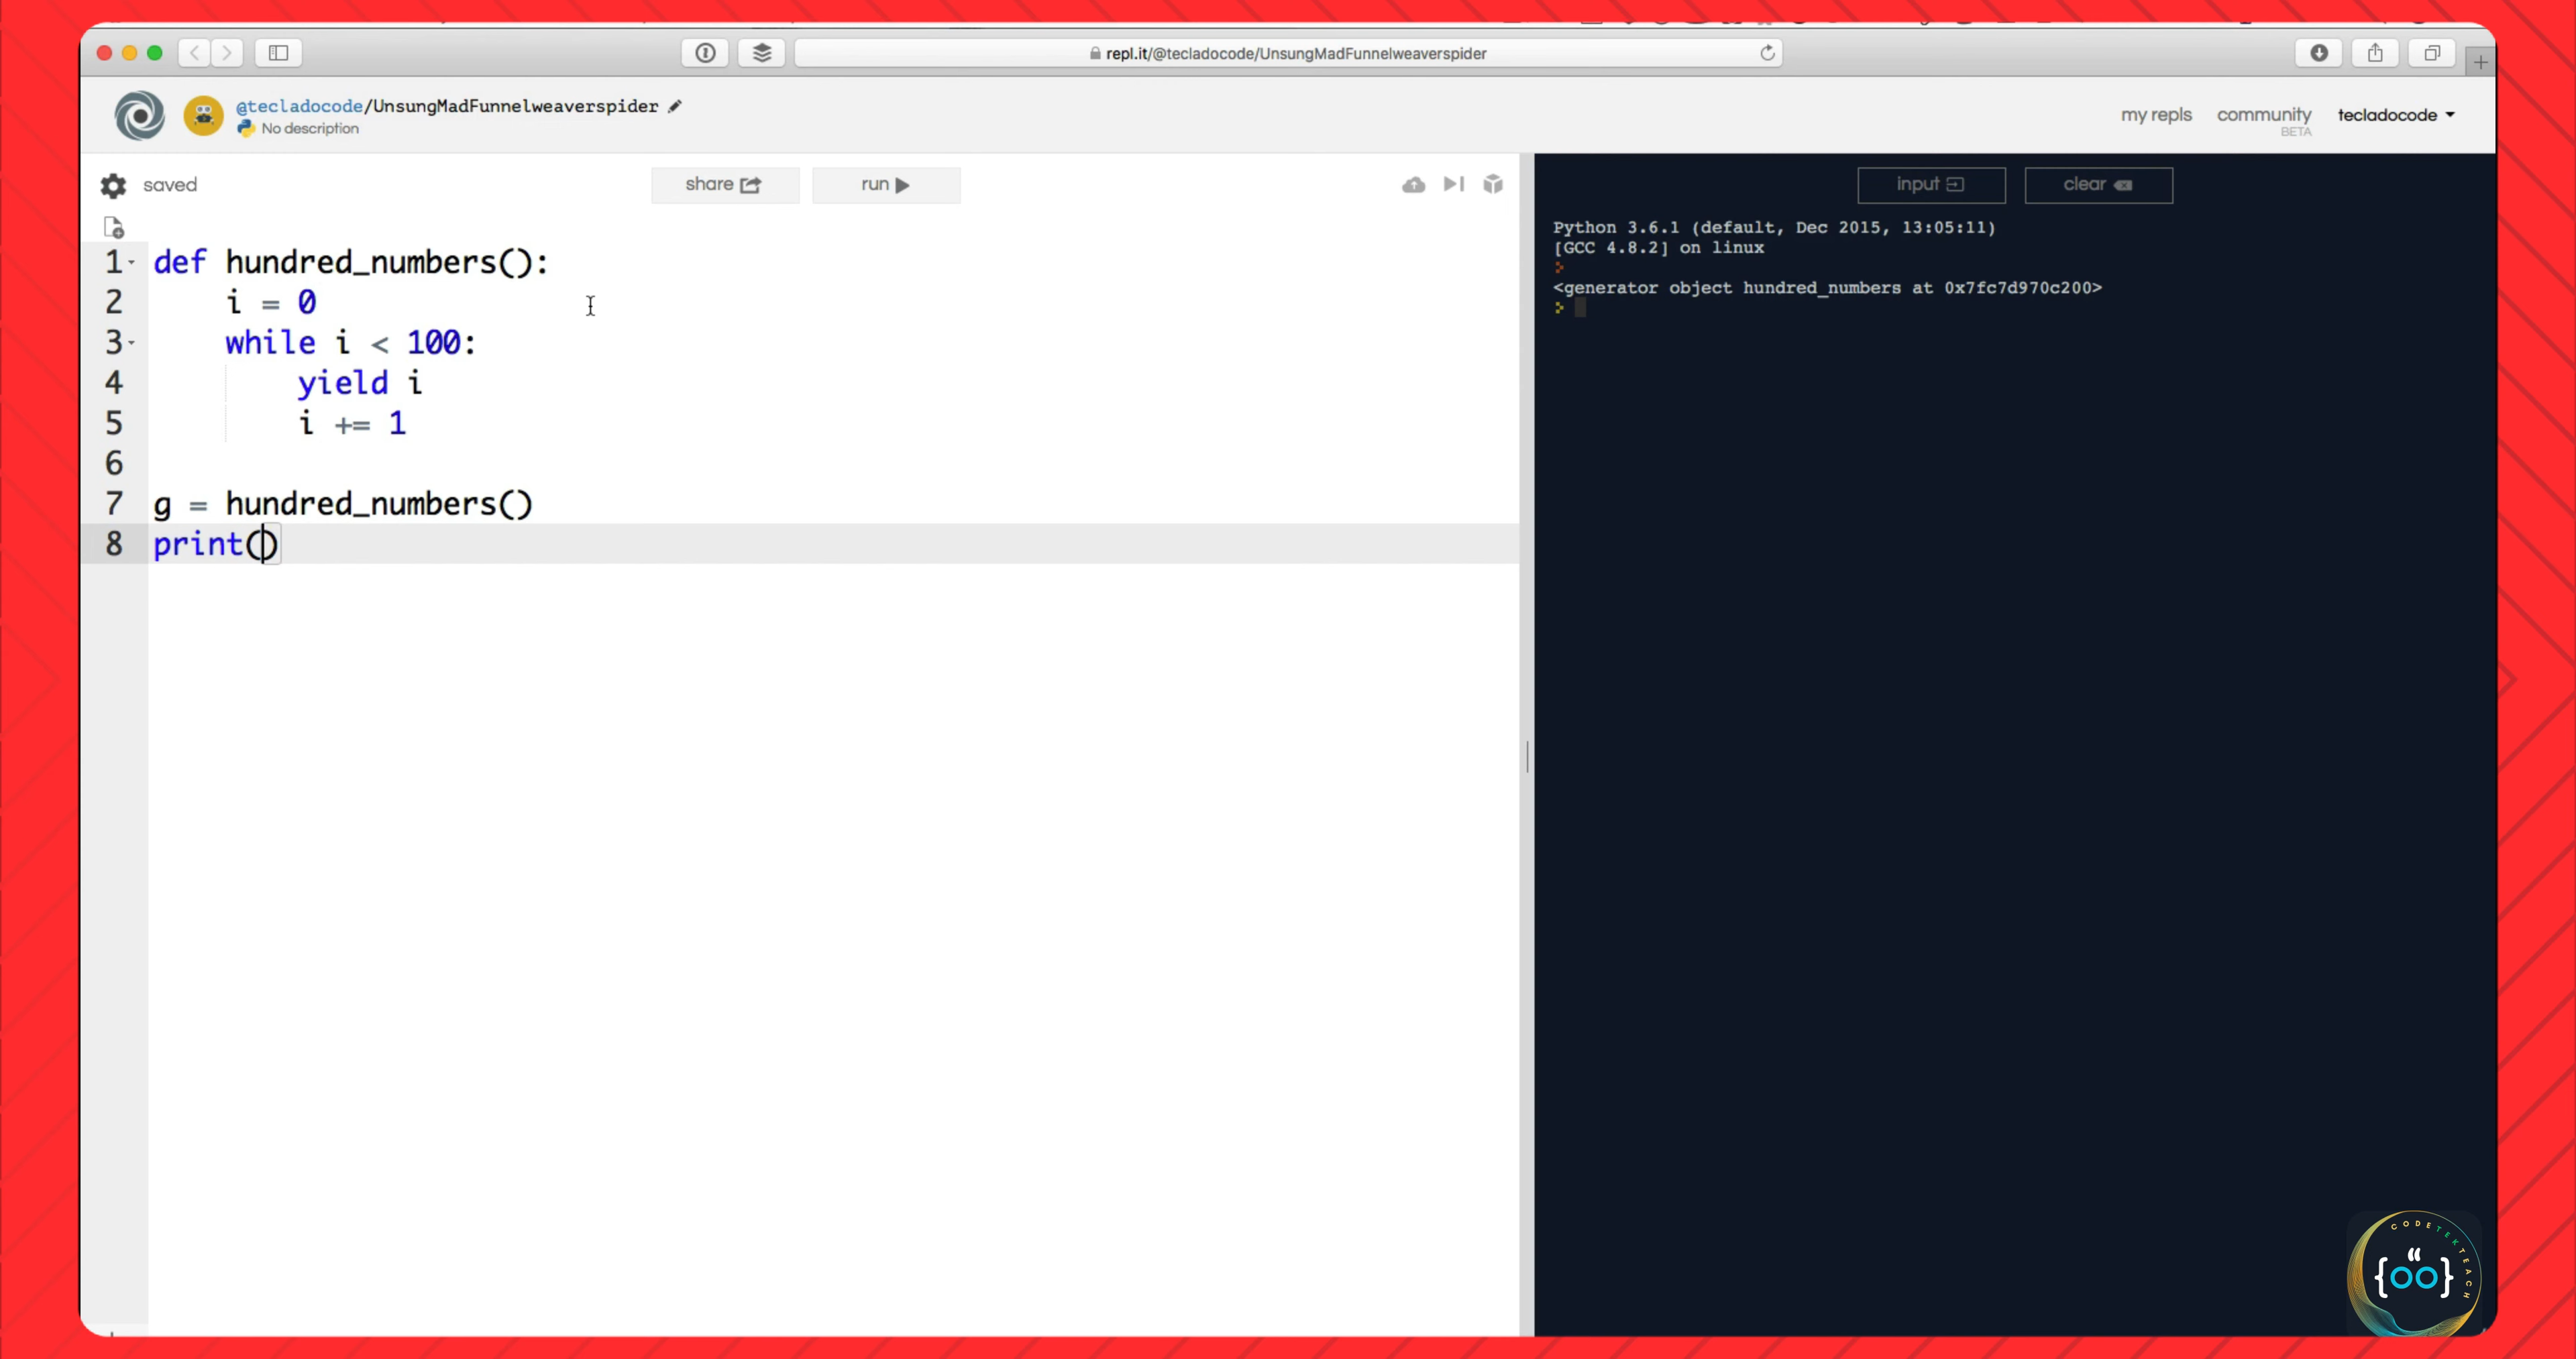 repl.it/@tecladocode/UnsungMadFunnelweaverspider
@tecladocode/UnsungMadFunnelweaverspider
No description
my repls community tecladocode
BETA
saved
share run
input clear
1 def hundred_numbers():
2     i = 0
3     while i < 100:
4         yield i
5         i += 1
6
7 g = hundred_numbers()
8 print()
Python 3.6.1 (default, Dec 2015, 13:05:11)
[GCC 4.8.2] on linux
<generator object hundred_numbers at 0x7fc7d970c200>
CODETEKTEACH
{oo}